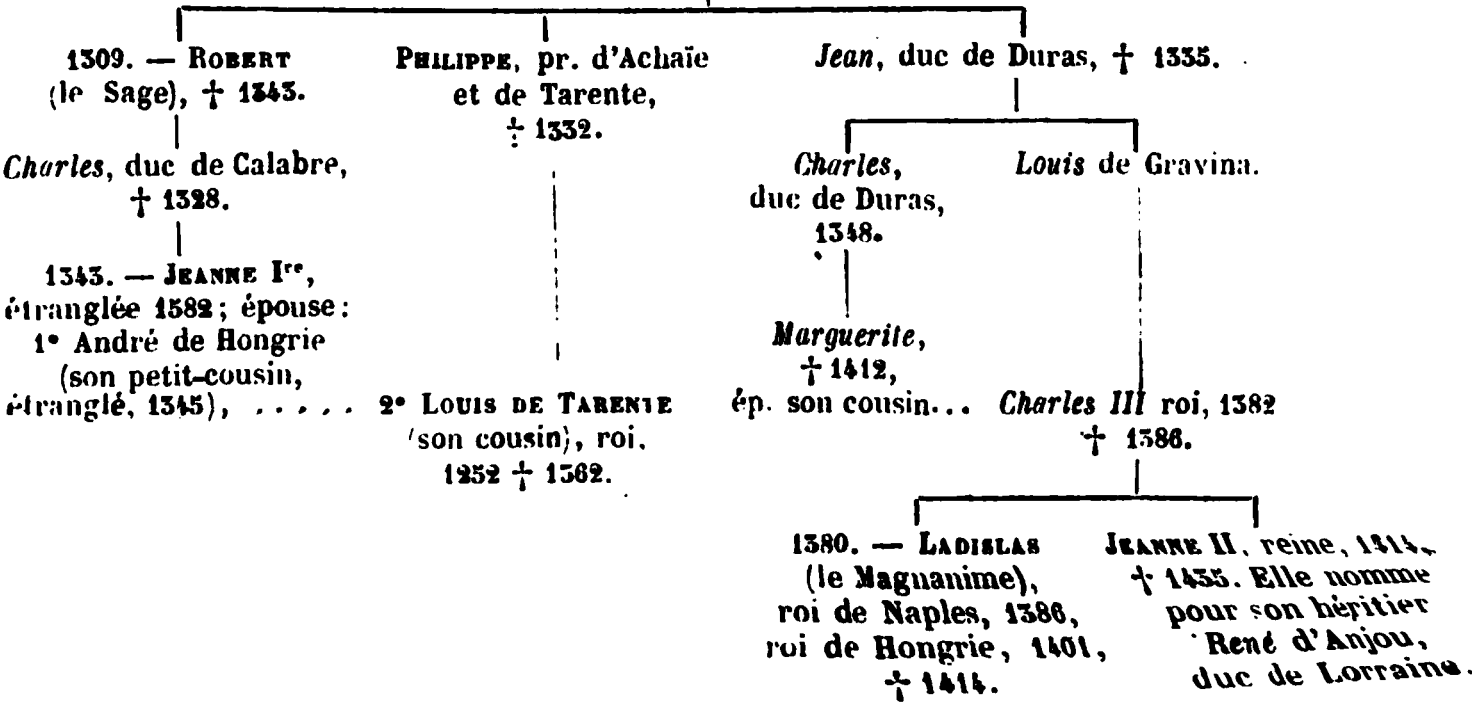 1309. — ROBERT
(le Sage), † 1343.
PHILIPPE, pr. d'Achaïe
et de Tarente,
† 1332.
Jean, duc de Duras, † 1335.
Charles, duc de Calabre,
† 1328.
Charles,
duc de Duras,
1348.
Louis de Gravina.
1343. — JEANNE Ire,
étranglée 1582; épouse:
1° André de Hongrie
(son petit-cousin,
étranglé, 1345), .....
2° LOUIS DE TARENTE
(son cousin), roi.
1252 † 1362.
Marguerite,
† 1412,
ép. son cousin...
Charles III roi, 1382
† 1386.
1380. — LADISLAS
(le Magnanime),
roi de Naples, 1386,
roi de Hongrie, 1401,
† 1414.
JEANNE II, reine, 1414,
† 1435. Elle nomme
pour son héritier
René d'Anjou,
duc de Lorraine.